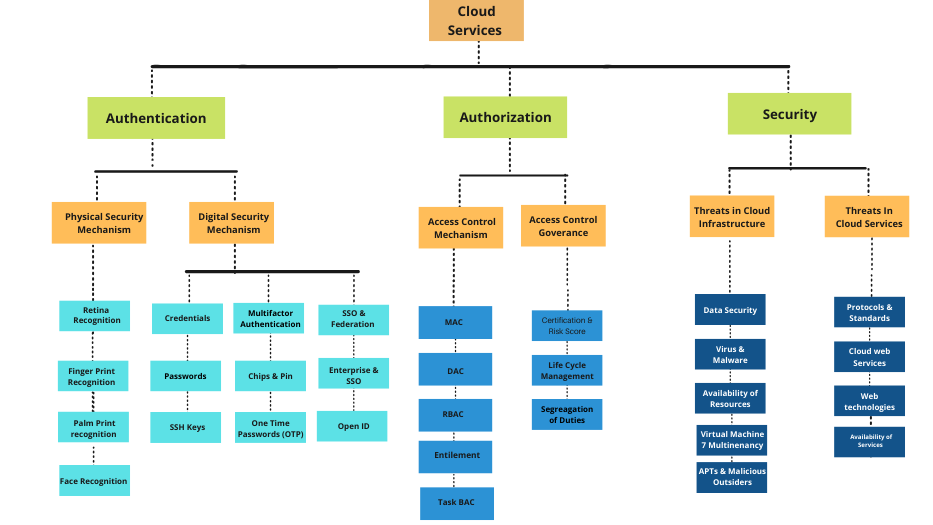 Cloud
Services
Authentication
Authorization
Security
Physical Security
Mechanism
Digital Security
Mechanism
Access Control
Mechanism
Access Control
Goverance
Threats in Cloud
Infrastructure
Threats In
Cloud Services
Retina
Recognition
Finger Print
Recognition
Palm Print
recognition
Face Recognition
Credentials
Passwords
SSH Keys
Multifactor
Authentication
Chips & Pin
One Time
Passwords (OTP)
SSO &
Federation
Enterprise &
SSO
Open ID
MAC
DAC
RBAC
Entilement
Task BAC
Certification &
Risk Score
Life Cycle
Management
Segreagation
of Duties
Data Security
Virus &
Malware
Availability of
Resources
Virtual Machine
7 Multinenancy
APTs & Malicious
Outsiders
Protocols &
Standards
Cloud web
Services
Web
technologies
Availability of
Services